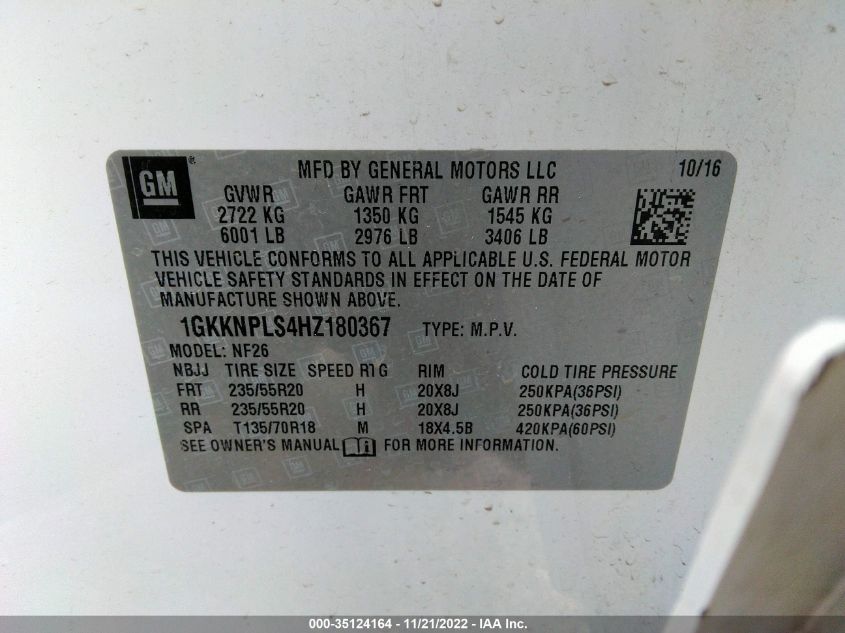 GM ® MFD BY GENERAL MOTORS LLC 10/16
GVWR GAWR FRT GAWR RR
2722 KG 1350 KG 1545 KG
6001 LB 2976 LB 3406 LB
THIS VEHICLE CONFORMS TO ALL APPLICABLE U.S. FEDERAL MOTOR
VEHICLE SAFETY STANDARDS IN EFFECT ON THE DATE OF
MANUFACTURE SHOWN ABOVE.
1GKKNPLS4HZ180367 TYPE: M.P.V.
MODEL: NF26
NBJJ TIRE SIZE SPEED RTG RIM COLD TIRE PRESSURE
FRT 235/55R20 H 20X8J 250KPA(36PSI)
RR 235/55R20 H 20X8J 250KPA(36PSI)
SPA T135/70R18 M 18X4.5B 420KPA(60PSI)
SEE OWNER'S MANUAL FOR MORE INFORMATION.
000-35124164 - 11/21/2022 - IAA Inc.